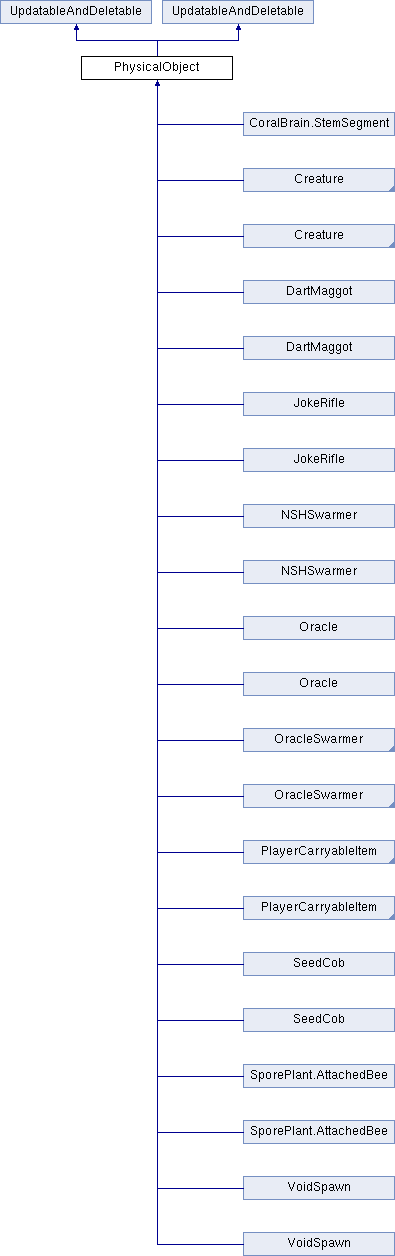 UpdatableAndDeletable UpdatableAndDeletable
PhysicalObject
CoralBrain.StemSegment
Creature
Creature
DartMaggot
DartMaggot
JokeRifle
JokeRifle
NSHSwarmer
NSHSwarmer
Oracle
Oracle
OracleSwarmer
OracleSwarmer
PlayerCarryableItem
PlayerCarryableItem
SeedCob
SeedCob
SporePlant.AttachedBee
SporePlant.AttachedBee
VoidSpawn
VoidSpawn